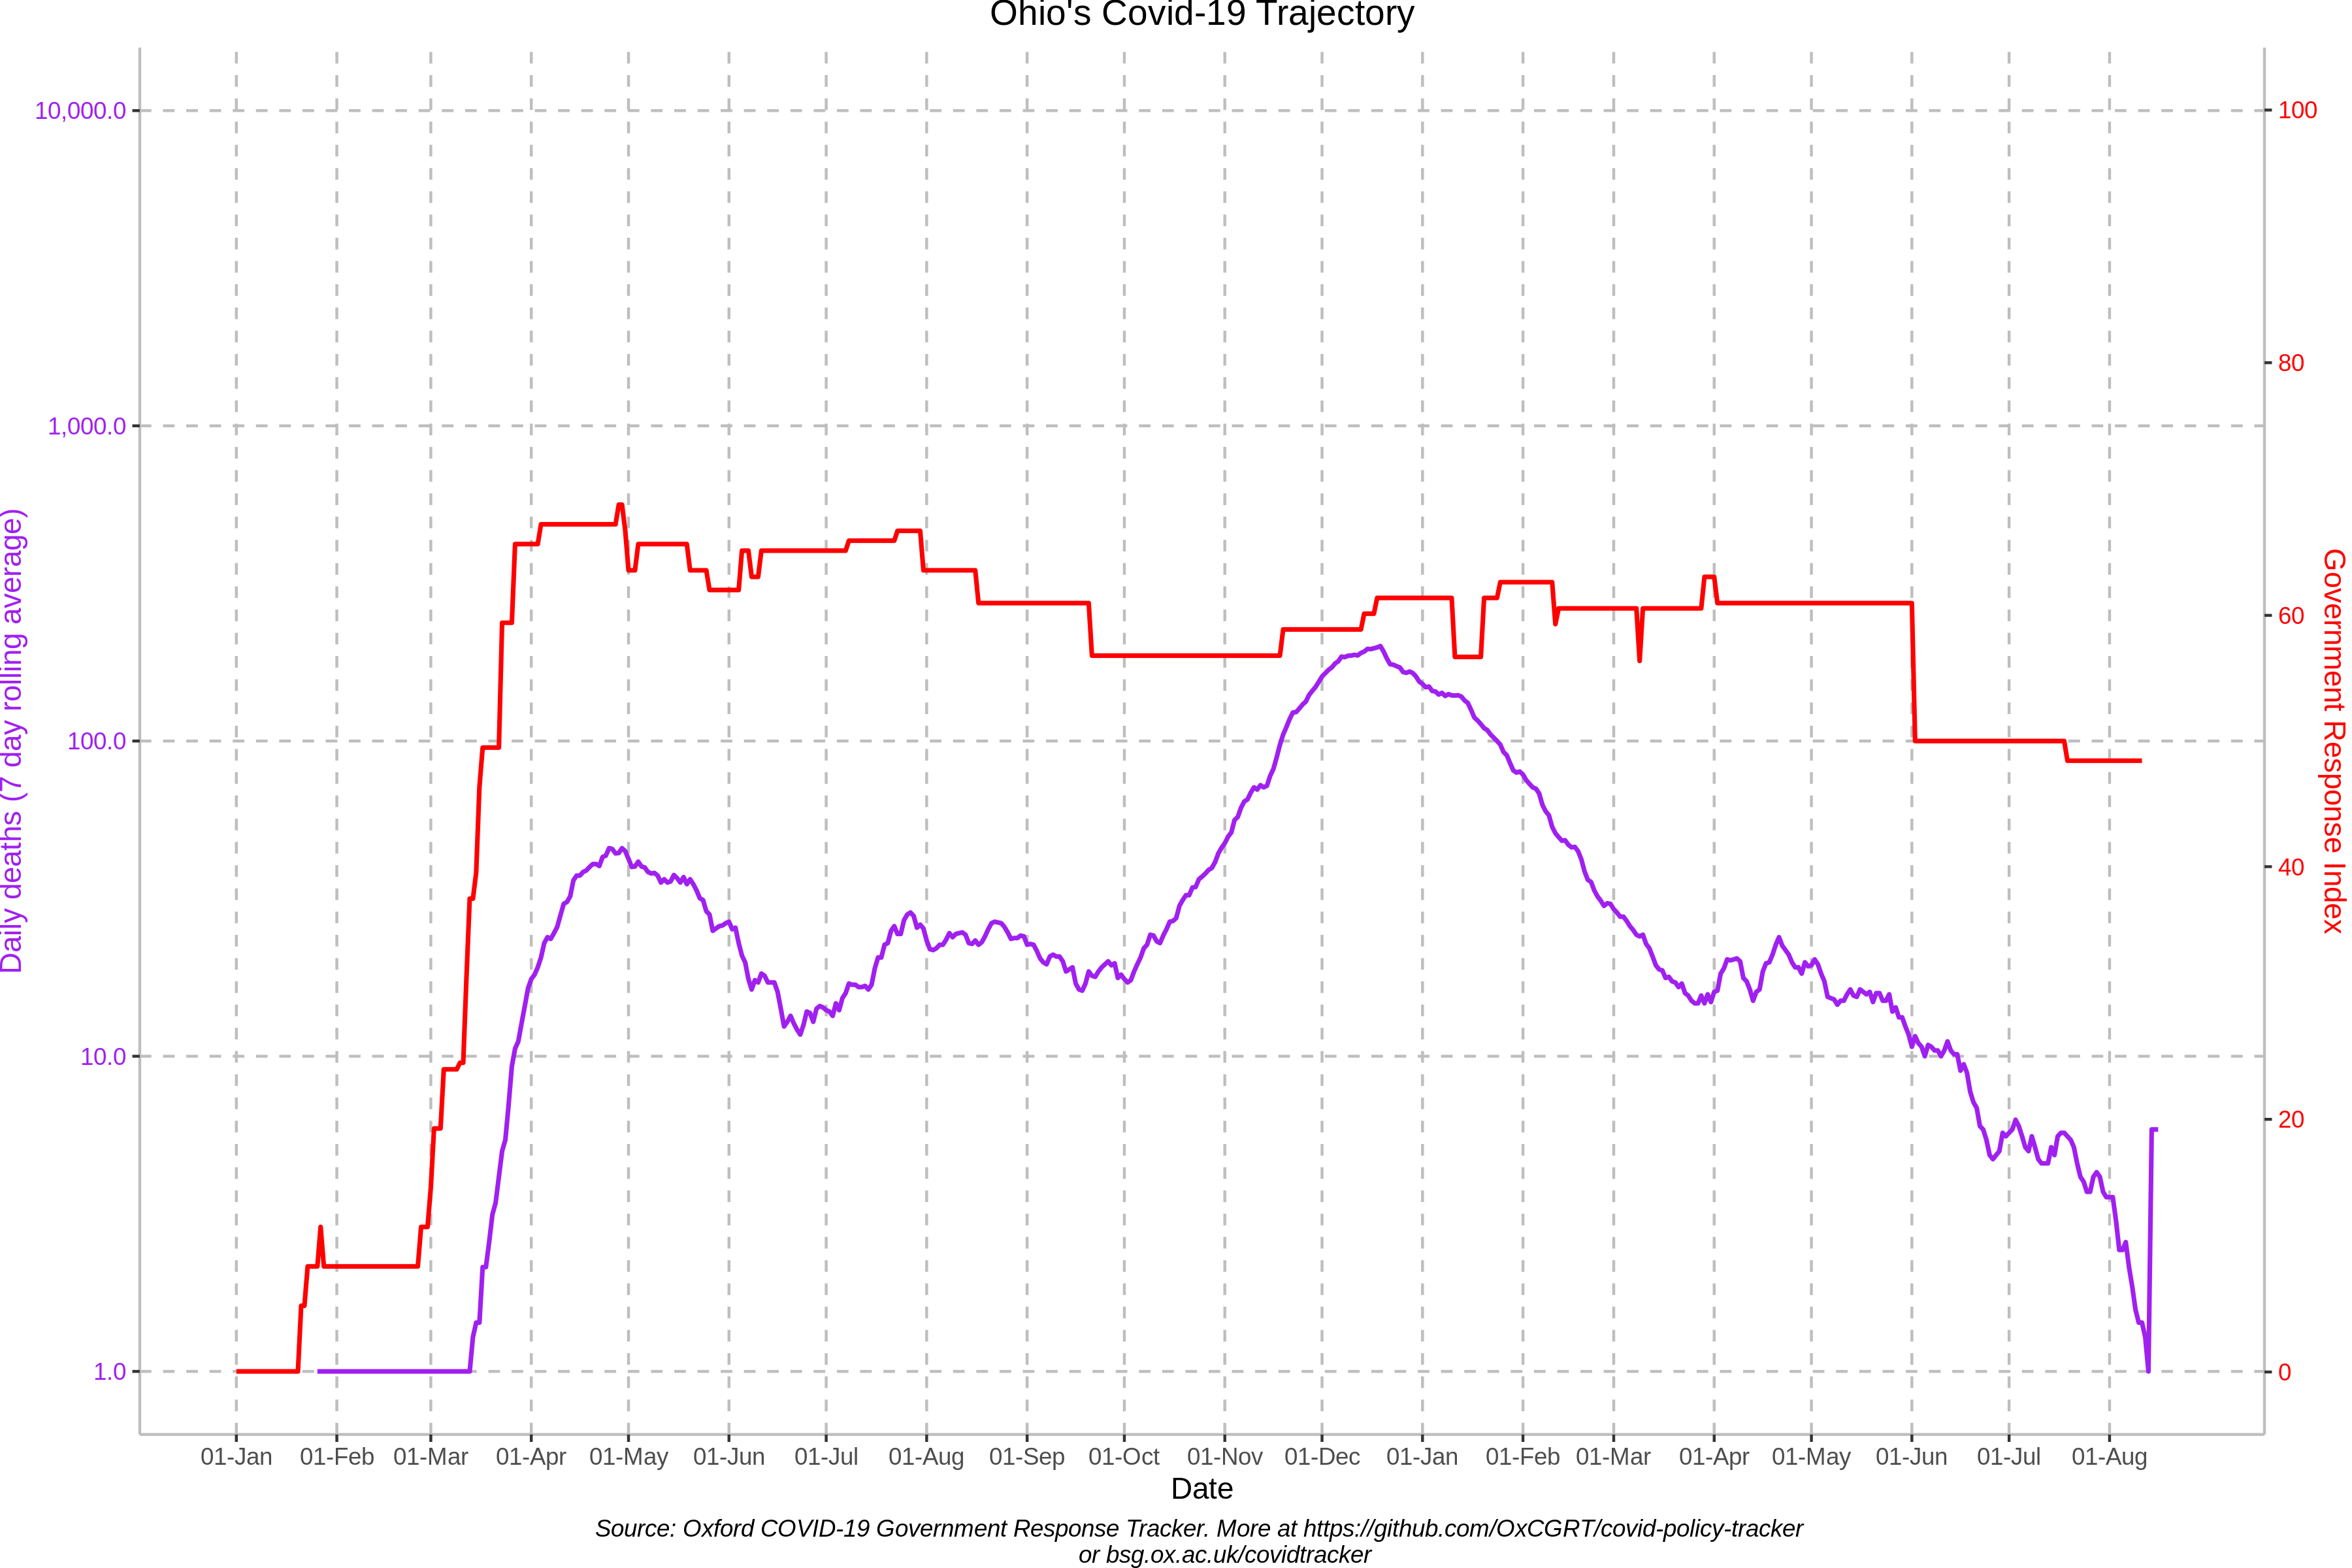 Ohio's Covid-19 Trajectory
10,000.0
1,000.0
100.0
10.0
1.0
Daily deaths (7 day rolling average)
100
80
60
40
20
0
Government Response Index
01-Jan 01-Feb 01-Mar 01-Apr 01-May 01-Jun 01-Jul 01-Aug 01-Sep 01-Oct 01-Nov 01-Dec 01-Jan 01-Feb 01-Mar 01-Apr 01-May 01-Jun 01-Jul 01-Aug
Date
Source: Oxford COVID-19 Government Response Tracker. More at https://github.com/OxCGRT/covid-policy-tracker
or bsg.ox.ac.uk/covidtracker